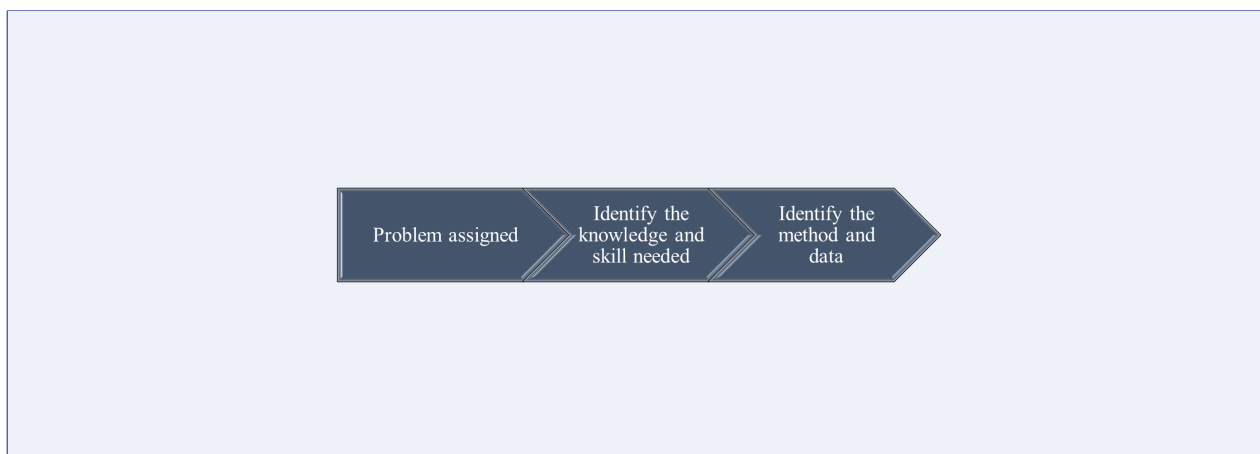 Problem assigned
Identify the
knowledge and
skill needed
Identify the
method and
data